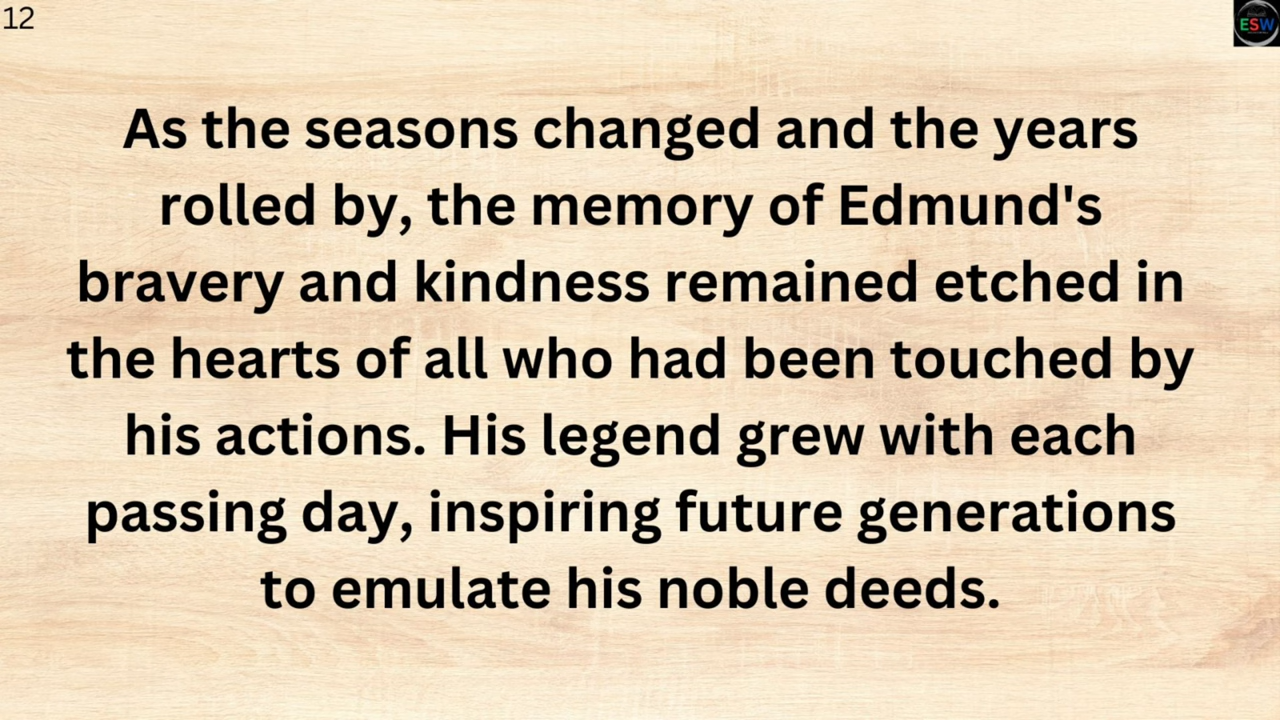 12
ESW
As the seasons changed and the years
rolled by, the memory of Edmund's
bravery and kindness remained etched in
the hearts of all who had been touched by
his actions. His legend grew with each
passing day, inspiring future generations
to emulate his noble deeds.